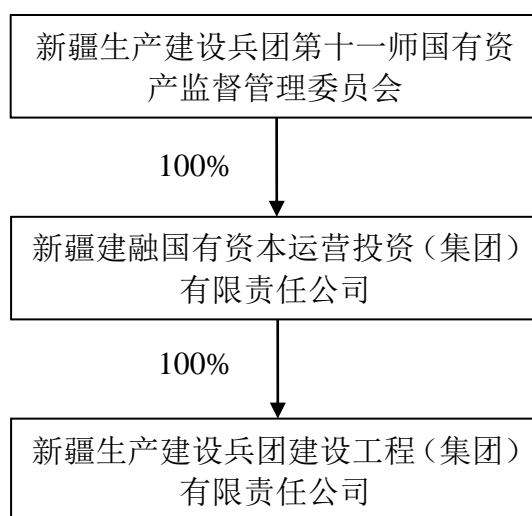 新疆生产建设兵团第十一师国有资
产监督管理委员会
100%
新疆建融国有资本运营投资（集团）
有限责任公司
100%
新疆生产建设兵团建设工程（集团）
有限责任公司